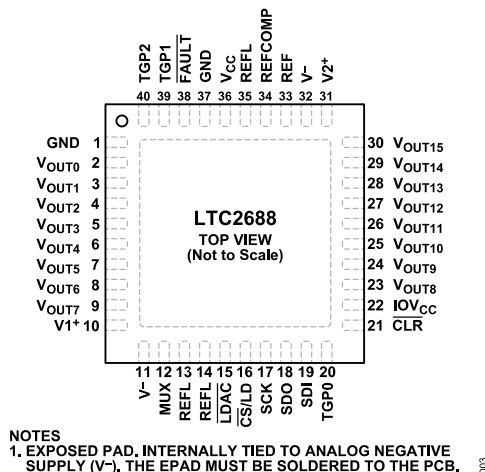 40 TGP2
39 TGP1
38 FAULT
37 GND
36 VCC
35 REFL
34 REFCOMP
33 REF
32 V–
31 V2+
GND 1
VOUT0 2
VOUT1 3
VOUT2 4
VOUT3 5
VOUT4 6
VOUT5 7
VOUT6 8
VOUT7 9
V1+ 10
LTC2688
TOP VIEW
(Not to Scale)
30 VOUT15
29 VOUT14
28 VOUT13
27 VOUT12
26 VOUT11
25 VOUT10
24 VOUT9
23 VOUT8
22 IOVCC
21 CLR
11 V–
12 MUX
13 REFL
14 REFL
15 LDAC
16 CS/LD
17 SCK
18 SDO
19 SDI
20 TGP0
NOTES
1. EXPOSED PAD. INTERNALLY TIED TO ANALOG NEGATIVE
SUPPLY (V–). THE EPAD MUST BE SOLDERED TO THE PCB.
003